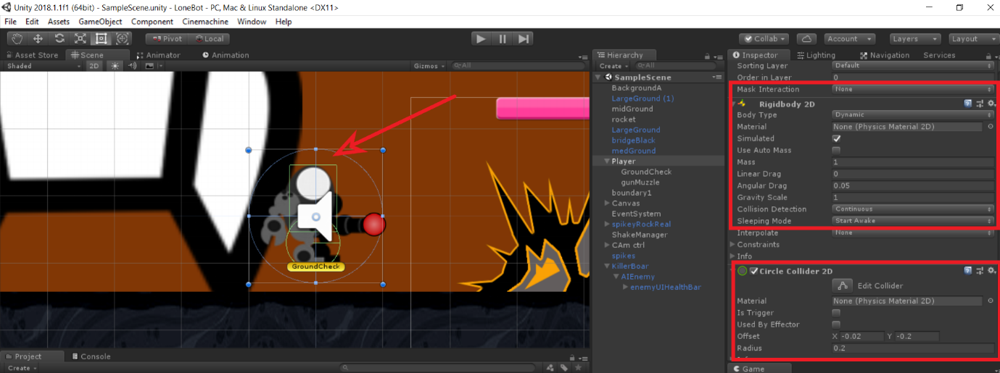 Unity 2018.1.1f1 (64bit) - SampleScene.unity - LoneBot - PC, Mac & Linux Standalone <DX11>
File Edit Assets GameObject Component Cinemachine Window Help
Pivot Local Collab Account Layers Layout
Asset Store Scene Animator Animation
Shaded 2D Gizmos All
GroundCheck
Hierarchy
Create All
SampleScene
BackgroundA
LargeGround (1)
midGround
rocket
LargeGround
bridgeBlack
medGround
Player
GroundCheck
gunMuzzle
boundary1
Canvas
EventSystem
spikeyRockReal
ShakeManager
CAm ctrl
spikes
KillerBoar
AIEnemy
enemyUIHealthBar
Inspector Lighting Navigation Services
Sorting Layer Default
Order in Layer 0
Mask Interaction None
Rigidbody 2D
Body Type Dynamic
Material None (Physics Material 2D)
Simulated
Use Auto Mass
Mass 1
Linear Drag 0
Angular Drag 0.05
Gravity Scale 1
Collision Detection Continuous
Sleeping Mode Start Awake
Interpolate None
Constraints
Info
Circle Collider 2D
Edit Collider
Material None (Physics Material 2D)
Is Trigger
Used By Effector
Offset X -0.02 Y -0.2
Radius 0.2
Game
Project Console
Create